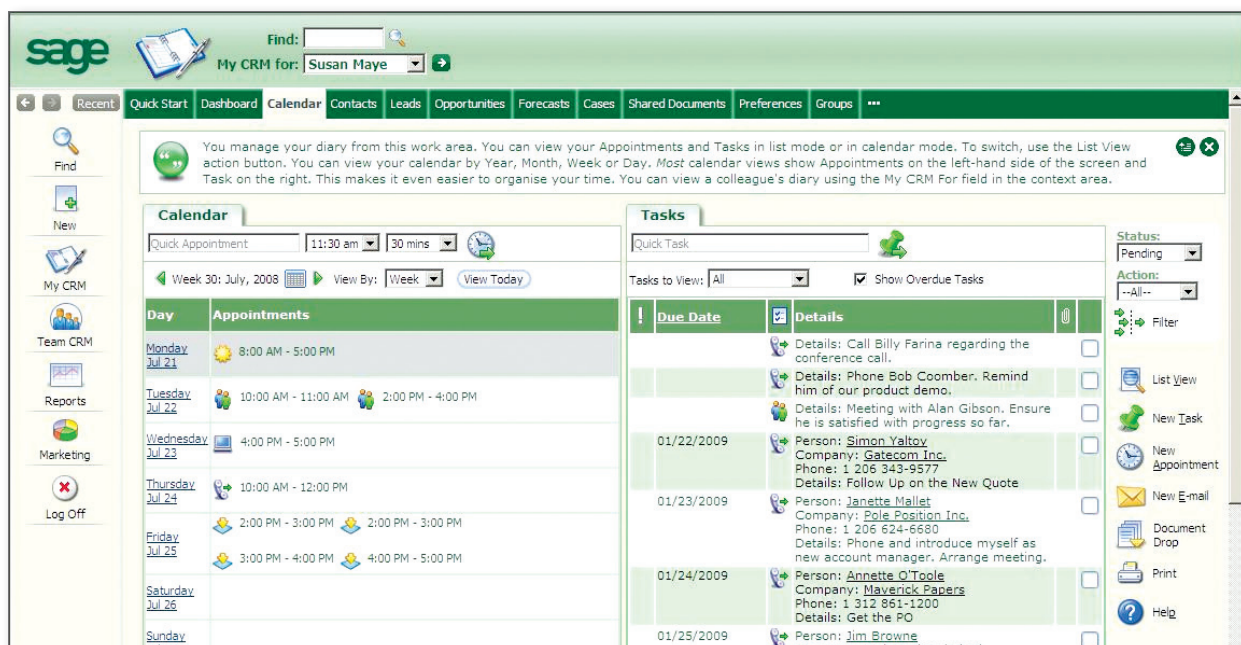 sage
Find:
My CRM for: Susan Maye
Recent
Quick Start Dashboard Calendar Contacts Leads Opportunities Forecasts Cases Shared Documents Preferences Groups •••
Find
New
My CRM
Team CRM
Reports
Marketing
Log Off
You manage your diary from this work area. You can view your Appointments and Tasks in list mode or in calendar mode. To switch, use the List View
action button. You can view your calendar by Year, Month, Week or Day. Most calendar views show Appointments on the left-hand side of the screen and
Task on the right. This makes it even easier to organise your time. You can view a colleague's diary using the My CRM For field in the context area.
Calendar
Quick Appointment 11:30 am 30 mins
Week 30: July, 2008 View By: Week View Today
Day Appointments
Monday
Jul 21
8:00 AM - 5:00 PM
Tuesday
Jul 22
10:00 AM - 11:00 AM 2:00 PM - 4:00 PM
Wednesday
Jul 23
4:00 PM - 5:00 PM
Thursday
Jul 24
10:00 AM - 12:00 PM
Friday
Jul 25
2:00 PM - 3:00 PM 2:00 PM - 3:00 PM
3:00 PM - 4:00 PM 4:00 PM - 5:00 PM
Saturday
Jul 26
Sunday
Tasks
Quick Task
Tasks to View: All Show Overdue Tasks
! Due Date Details
Details: Call Billy Farina regarding the
conference call.
Details: Phone Bob Coomber. Remind
him of our product demo.
Details: Meeting with Alan Gibson. Ensure
he is satisfied with progress so far.
01/22/2009 Person: Simon Yaltoy
Company: Gatecom Inc.
Phone: 1 206 343-9577
Details: Follow Up on the New Quote
01/23/2009 Person: Janette Mallet
Company: Pole Position Inc.
Phone: 1 206 624-6680
Details: Phone and introduce myself as
new account manager. Arrange meeting.
01/24/2009 Person: Annette O'Toole
Company: Maverick Papers
Phone: 1 312 861-1200
Details: Get the PO
01/25/2009 Person: Jim Browne
Status:
Pending
Action:
--All--
Filter
List View
New Task
New
Appointment
New E-mail
Document
Drop
Print
Help